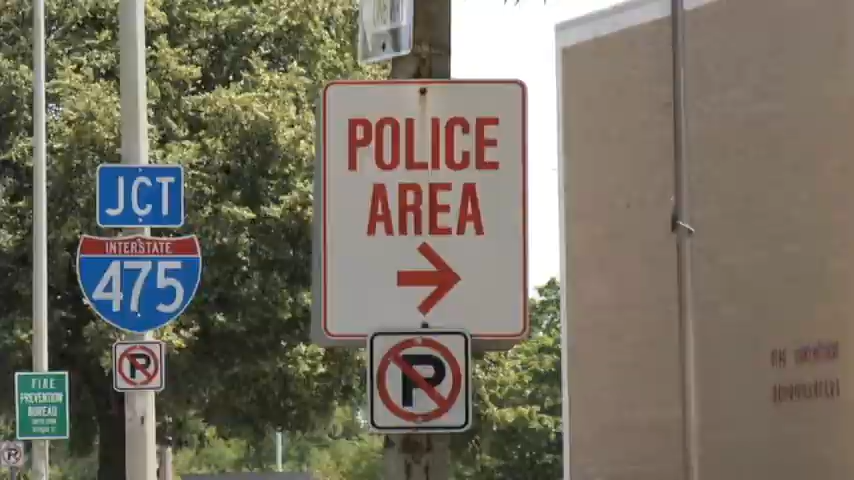 JCT
INTERSTATE
475
P
FIRE
PREVENTION
BUREAU
P
POLICE
AREA
P